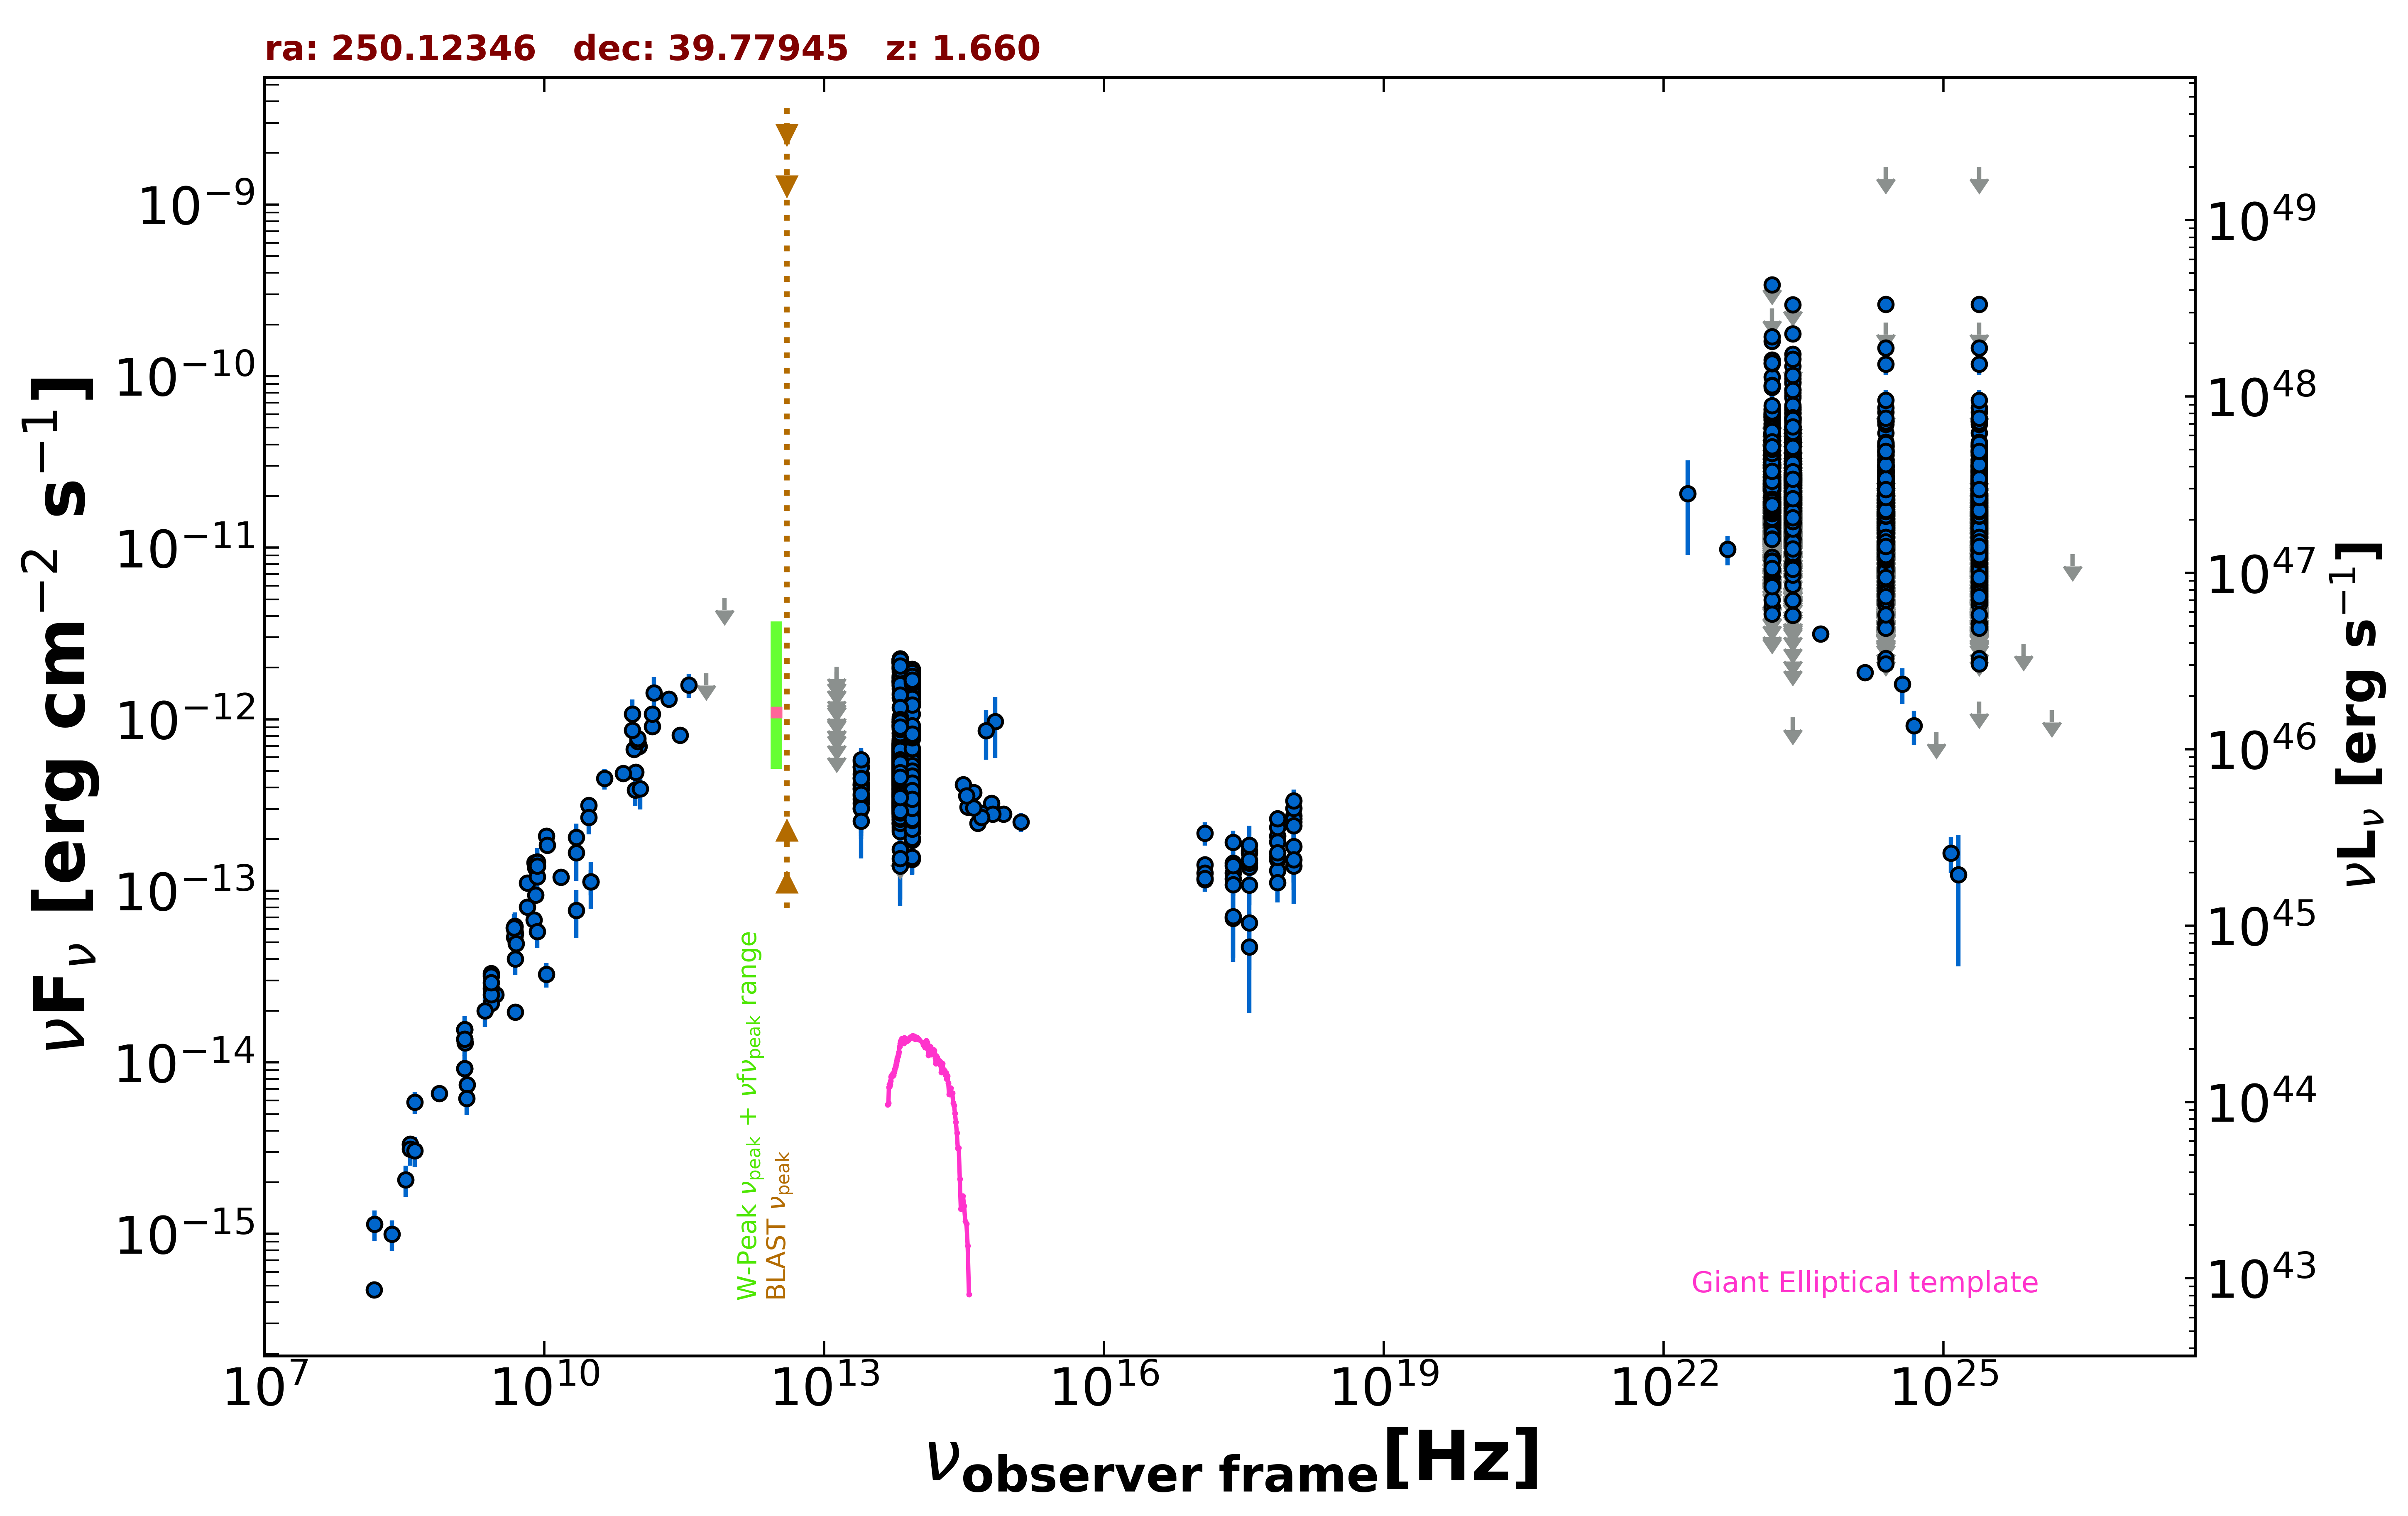 ra: 250.12346   dec: 39.77945   z: 1.660
νF_ν [erg cm⁻² s⁻¹]
10⁻⁹
10⁻¹⁰
10⁻¹¹
10⁻¹²
10⁻¹³
10⁻¹⁴
10⁻¹⁵
W-Peak ν_peak + νfν_peak range
BLAST ν_peak
Giant Elliptical template
10⁴⁹
10⁴⁸
10⁴⁷
10⁴⁶
10⁴⁵
10⁴⁴
10⁴³
νL_ν [erg s⁻¹]
10⁷ 10¹⁰ 10¹³ 10¹⁶ 10¹⁹ 10²² 10²⁵
ν_observer frame [Hz]